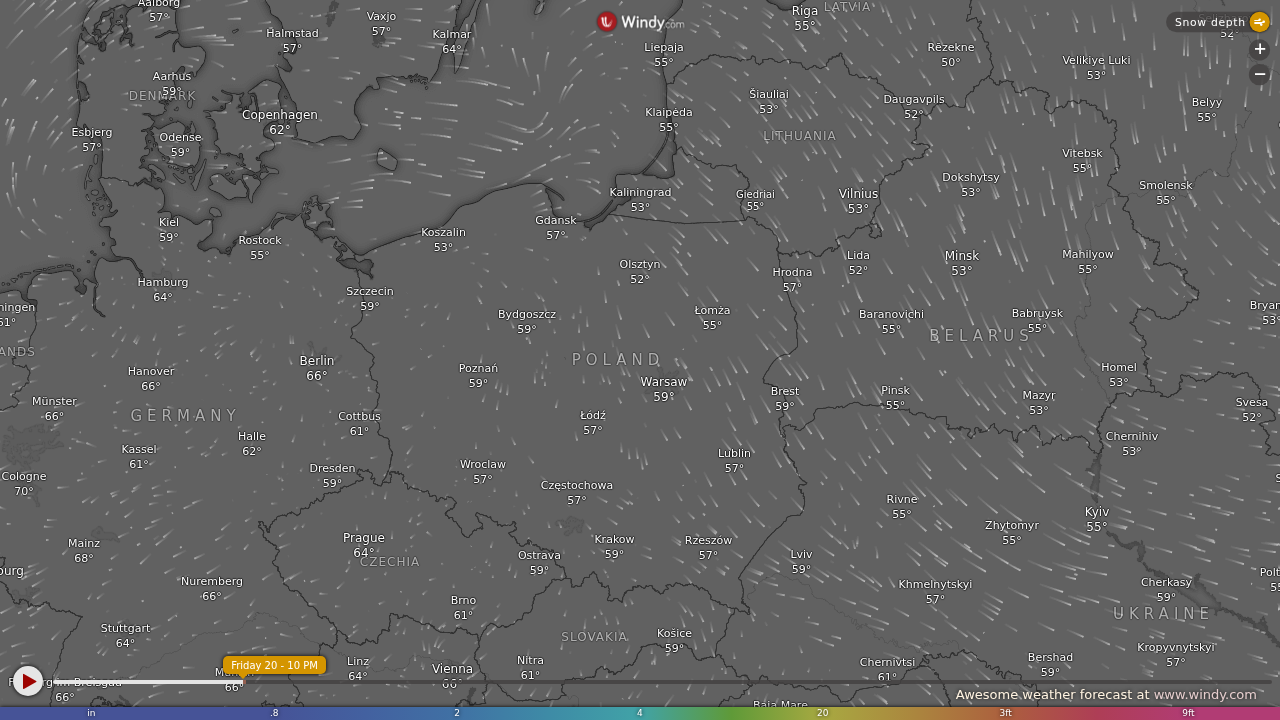 Aalborg
57°
Vaxjo
57°
Halmstad
57°
Kalmar
64°
Windy.com
Riga
55°
LATVIA
Snow depth
52°
Liepaja
55°
Rēzekne
50°
Velikiye Luki
53°
+
−
Aarhus
59°
DENMARK
Copenhagen
62°
Klaipėda
55°
Šiauliai
53°
Daugavpils
52°
Belyy
55°
Esbjerg
57°
Odense
59°
LITHUANIA
Vitebsk
55°
Kaliningrad
53°
Giedriai
55°
Vilnius
53°
Dokshytsy
53°
Smolensk
55°
Kiel
59°
Rostock
55°
Koszalin
53°
Gdansk
57°
Olsztyn
52°
Hrodna
57°
Lida
52°
Minsk
53°
Mahilyow
55°
Hamburg
64°
Szczecin
59°
Bydgoszcz
59°
Łomża
55°
Baranovichi
55°
Babruysk
55°
BELARUS
53°
POLAND
Berlin
66°
Hanover
66°
Poznań
59°
Warsaw
59°
Brest
59°
Pinsk
55°
Mazyr
53°
Homel
53°
Münster
66°
GERMANY
Cottbus
61°
Łódź
57°
Svesa
52°
Halle
62°
Kassel
61°
Lublin
57°
Chernihiv
53°
Cologne
70°
Dresden
59°
Wroclaw
57°
Częstochowa
57°
Rivne
55°
Zhytomyr
55°
Kyiv
55°
Mainz
68°
Prague
64°
CZECHIA
Ostrava
59°
Krakow
59°
Rzeszow
57°
Lviv
59°
Nuremberg
66°
Brno
61°
Khmelnytskyi
57°
Cherkasy
59°
UKRAINE
Stuttgart
64°
SLOVAKIA
Košice
59°
Kropyvnytskyi
57°
Friday 20 - 10 PM
66°
66°
Linz
64°
Vienna
66°
Nitra
61°
Chernivtsi
61°
Bershad
59°
Awesome weather forecast at www.windy.com
Baia Mare
in .8 2 4 20 3ft 9ft